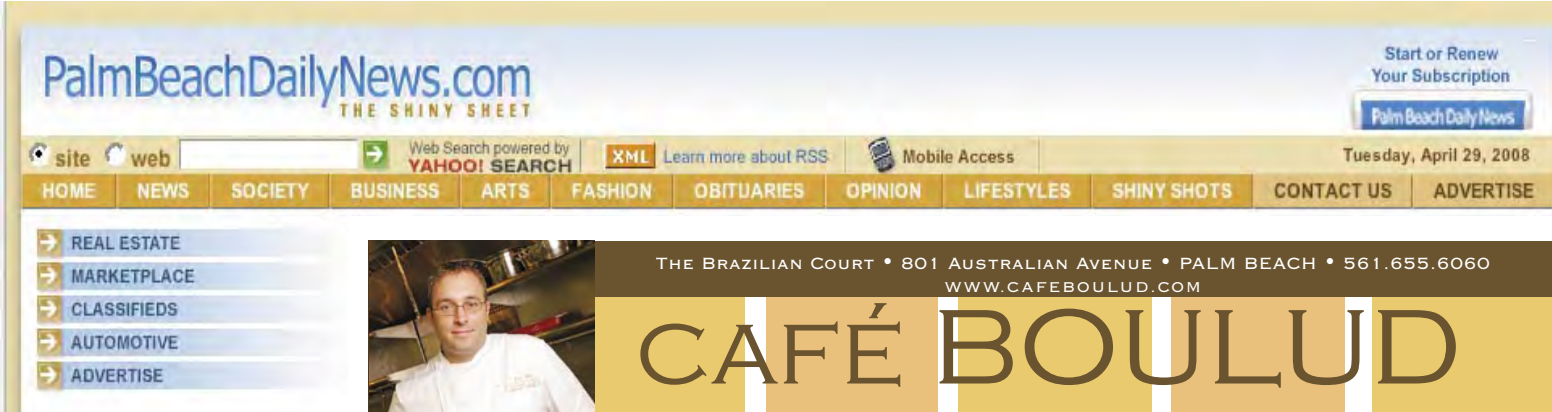 PalmBeachDailyNews.com
THE SHINY SHEET
Start or Renew
Your Subscription
Palm Beach Daily News
site web
Web Search powered by
YAHOO! SEARCH
XML Learn more about RSS
Mobile Access
Tuesday, April 29, 2008
HOME NEWS SOCIETY BUSINESS ARTS FASHION OBITUARIES OPINION LIFESTYLES SHINY SHOTS CONTACT US ADVERTISE
REAL ESTATE
MARKETPLACE
CLASSIFIEDS
AUTOMOTIVE
ADVERTISE
THE BRAZILIAN COURT • 801 AUSTRALIAN AVENUE • PALM BEACH • 561.655.6060
WWW.CAFEBOULUD.COM
CAFÉ BOULUD